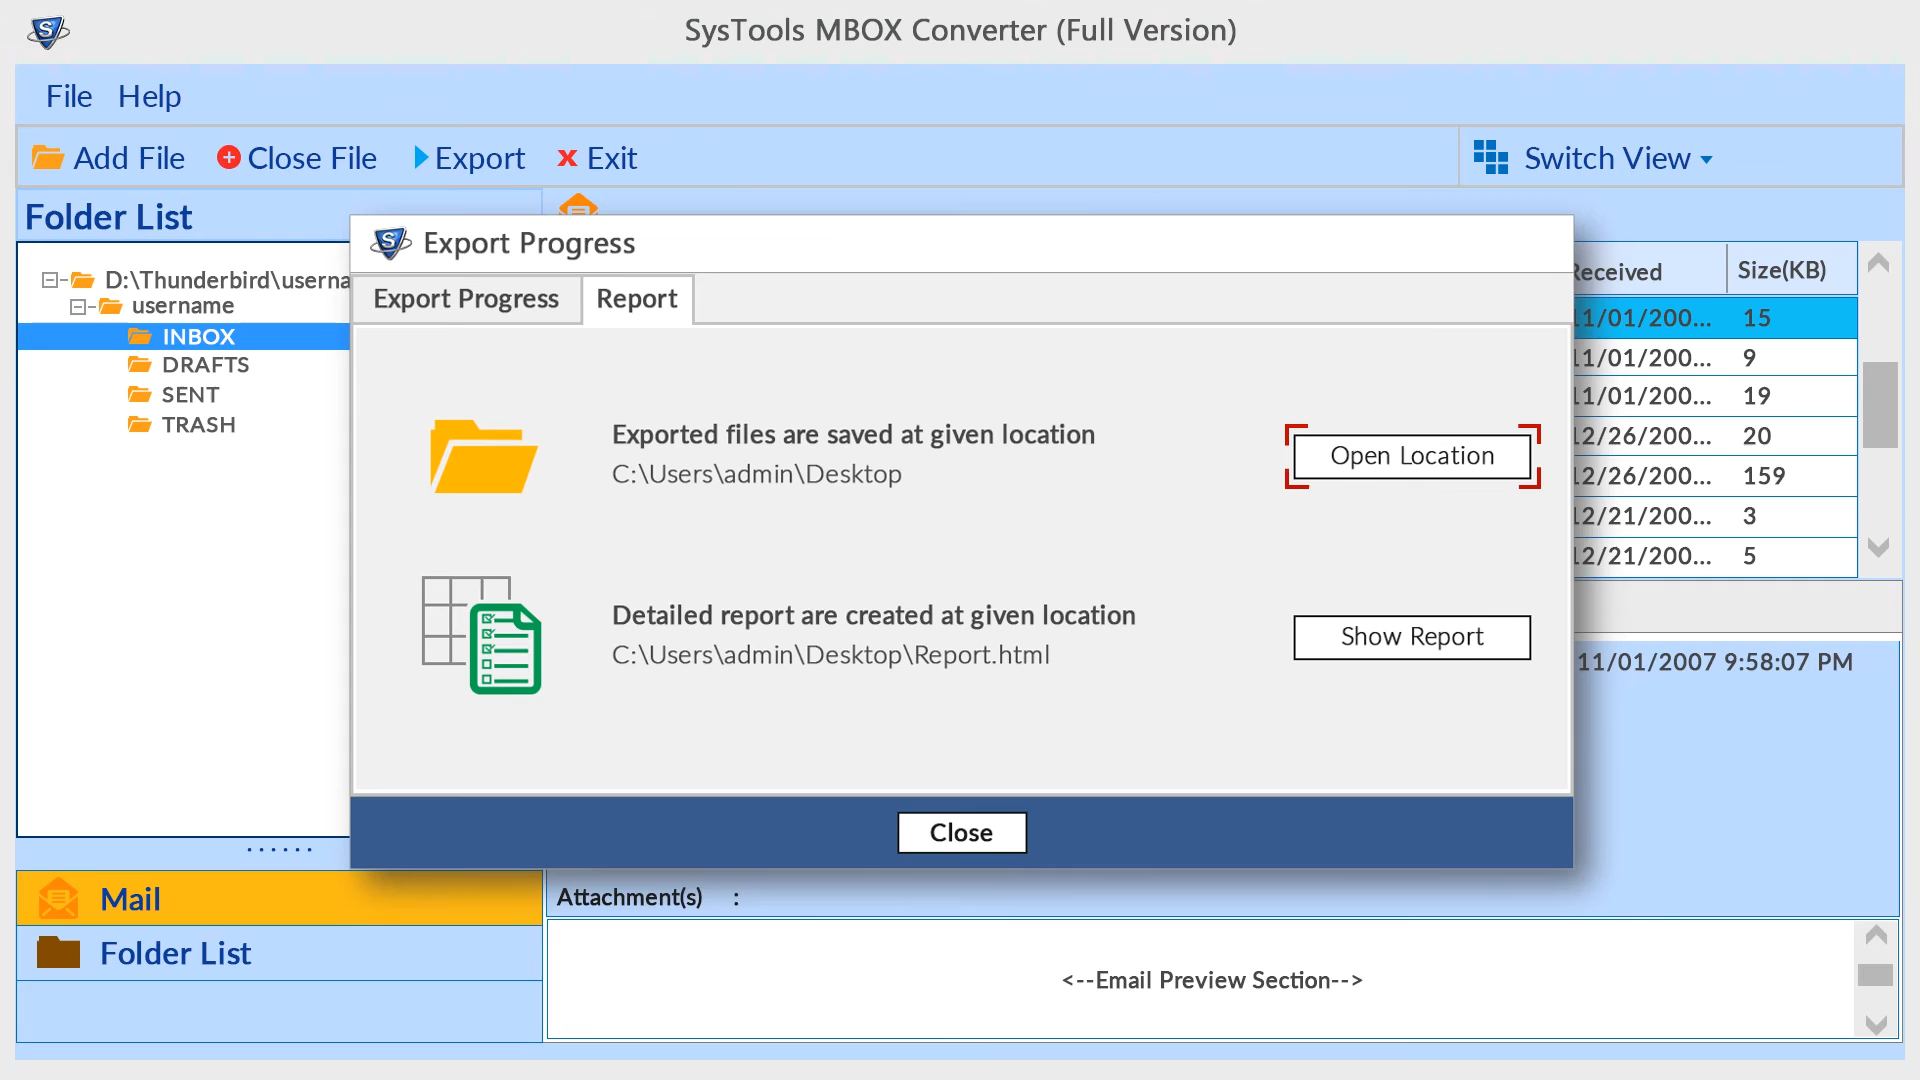 SysTools MBOX Converter (Full Version)
File Help
Add File Close File Export Exit Switch View
Folder List
D:\Thunderbird\userna
username
INBOX
DRAFTS
SENT
TRASH
Export Progress
Export Progress Report
Exported files are saved at given location
C:\Users\admin\Desktop
Open Location
Detailed report are created at given location
C:\Users\admin\Desktop\Report.html
Show Report
Close
Received Size(KB)
11/01/200... 15
11/01/200... 9
11/01/200... 19
12/26/200... 20
12/26/200... 159
12/21/200... 3
12/21/200... 5
11/01/2007 9:58:07 PM
Mail
Folder List
Attachment(s) :
<--Email Preview Section-->